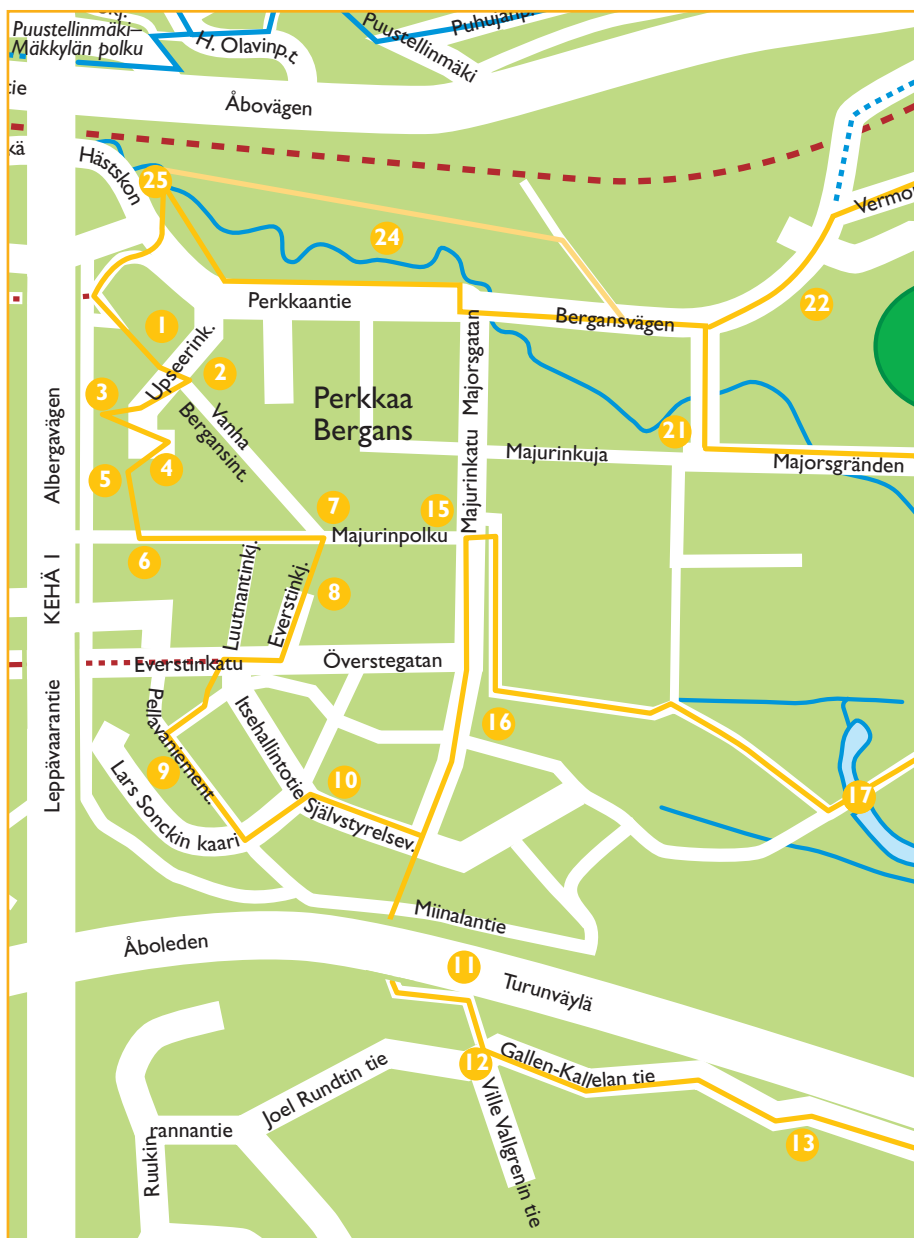 Puustellinmäki–
Mäkkylän polku
H. Olavinp.t
Puustellinmäki
Åbovägen
Hästskon
25
24
Vermo
Perkkaantie
Bergansvägen
22
1
Upseerink.
2
3
Vanha
Bergansint.
Perkkaa
Bergans
Majurinkatu Majorsgatan
Albergavägen
4
5
21
Majurinkuja
Majorsgränden
7
15
Majurinpolku
6
KEHÄ I
Luutnantinkj.
Everstinkj.
8
Everstinkatu
Överstegatan
Pellavaniement.
Itsehallintotie Självstyrelsev.
16
Leppävaarantie
9
10
Lars Sonckin kaari
17
Miinalantie
Åboleden
11
Turunväylä
12
Gallen-Kallelan tie
Joel Rundtin tie
Ville Vallgrenin tie
13
Ruukin
rannantie